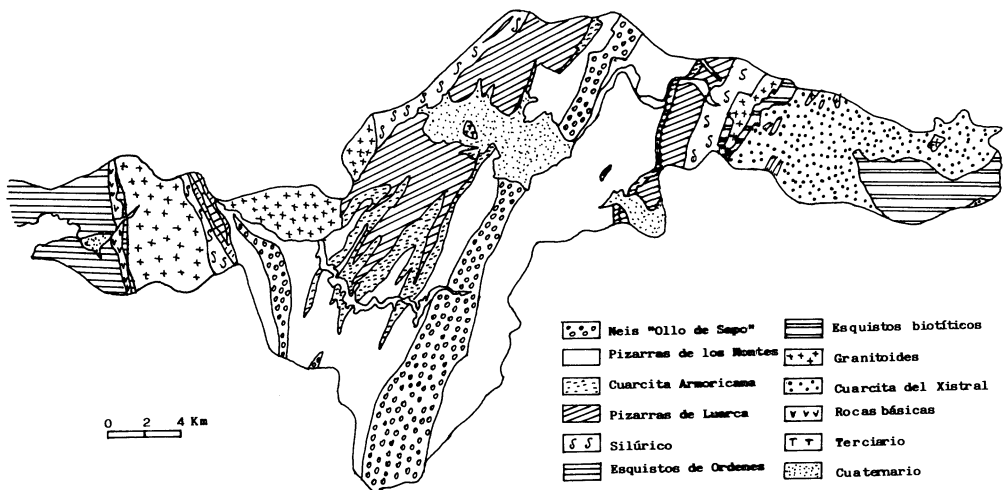 0 2 4 Km
Neis "Ollo de Sapo"
Pizarras de los Montes
Cuarcita Armoricana
Pizarras de Luarca
Silúrico
Esquistos de Ordenes
Esquistos biotíticos
Granitoides
Cuarcita del Xistral
Rocas básicas
Terciario
Cuaternario